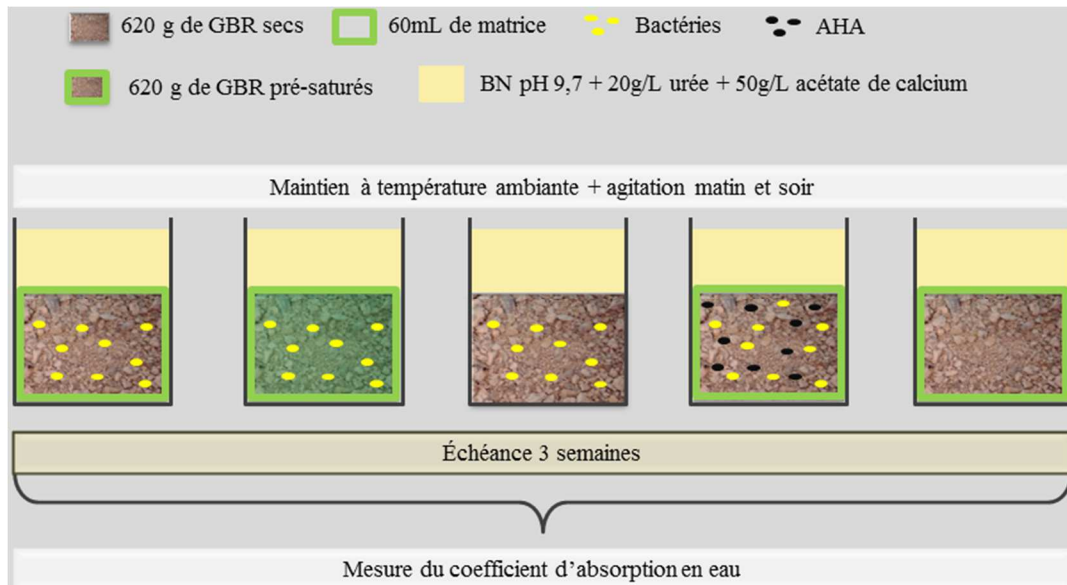 620 g de GBR secs
60mL de matrice
Bactéries
AHA
620 g de GBR pré-saturés
BN pH 9,7 + 20g/L urée + 50g/L acétate de calcium
Maintien à température ambiante + agitation matin et soir
Échéance 3 semaines
Mesure du coefficient d’absorption en eau